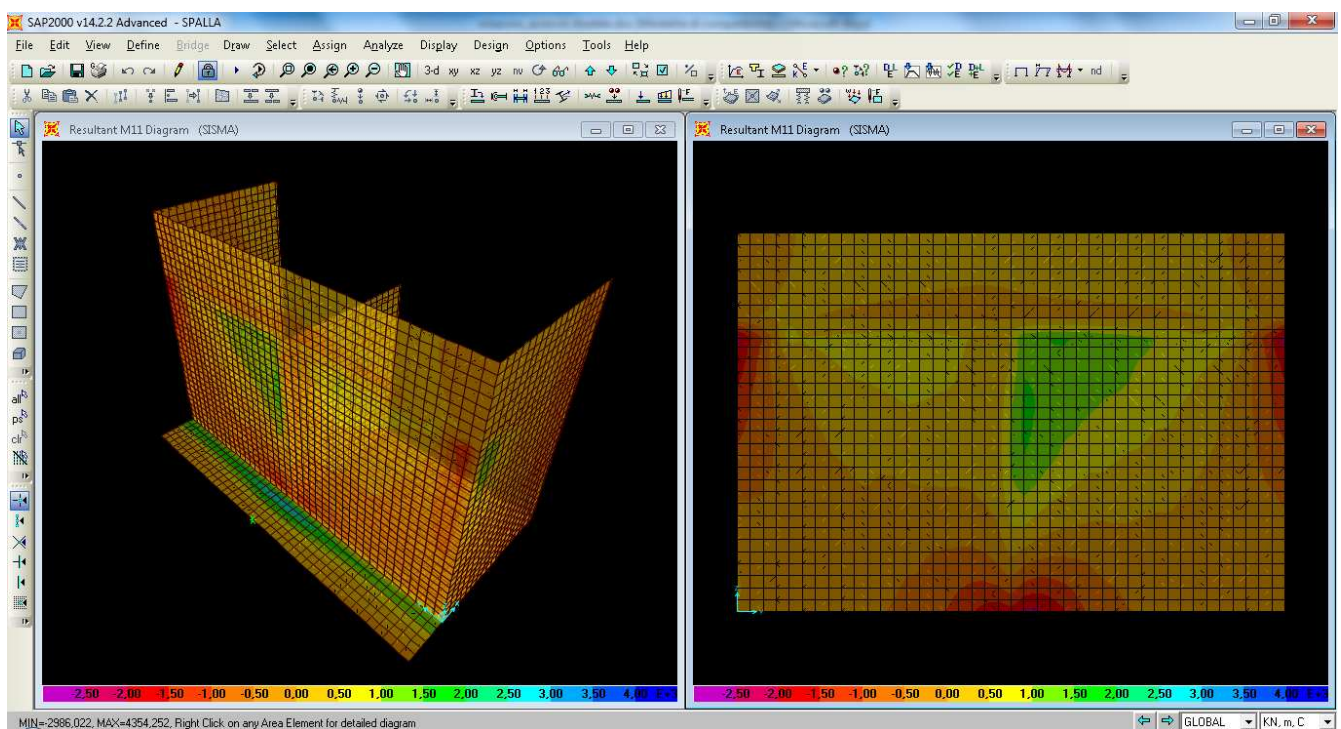 SAP2000 v14.2.2 Advanced - SPALLA
File Edit View Define Bridge Draw Select Assign Analyze Display Design Options Tools Help
3-d xy xz yz nv
nd
Resultant M11 Diagram (SISMA)
Resultant M11 Diagram (SISMA)
all
ps
clr
-2,50 -2,00 -1,50 -1,00 -0,50 0,00 0,50 1,00 1,50 2,00 2,50 3,00 3,50 4,00
-2,50 -2,00 -1,50 -1,00 -0,50 0,00 0,50 1,00 1,50 2,00 2,50 3,00 3,50 4,00
MIN=-2986,022, MAX=4354,252, Right Click on any Area Element for detailed diagram
GLOBAL
KN, m, C